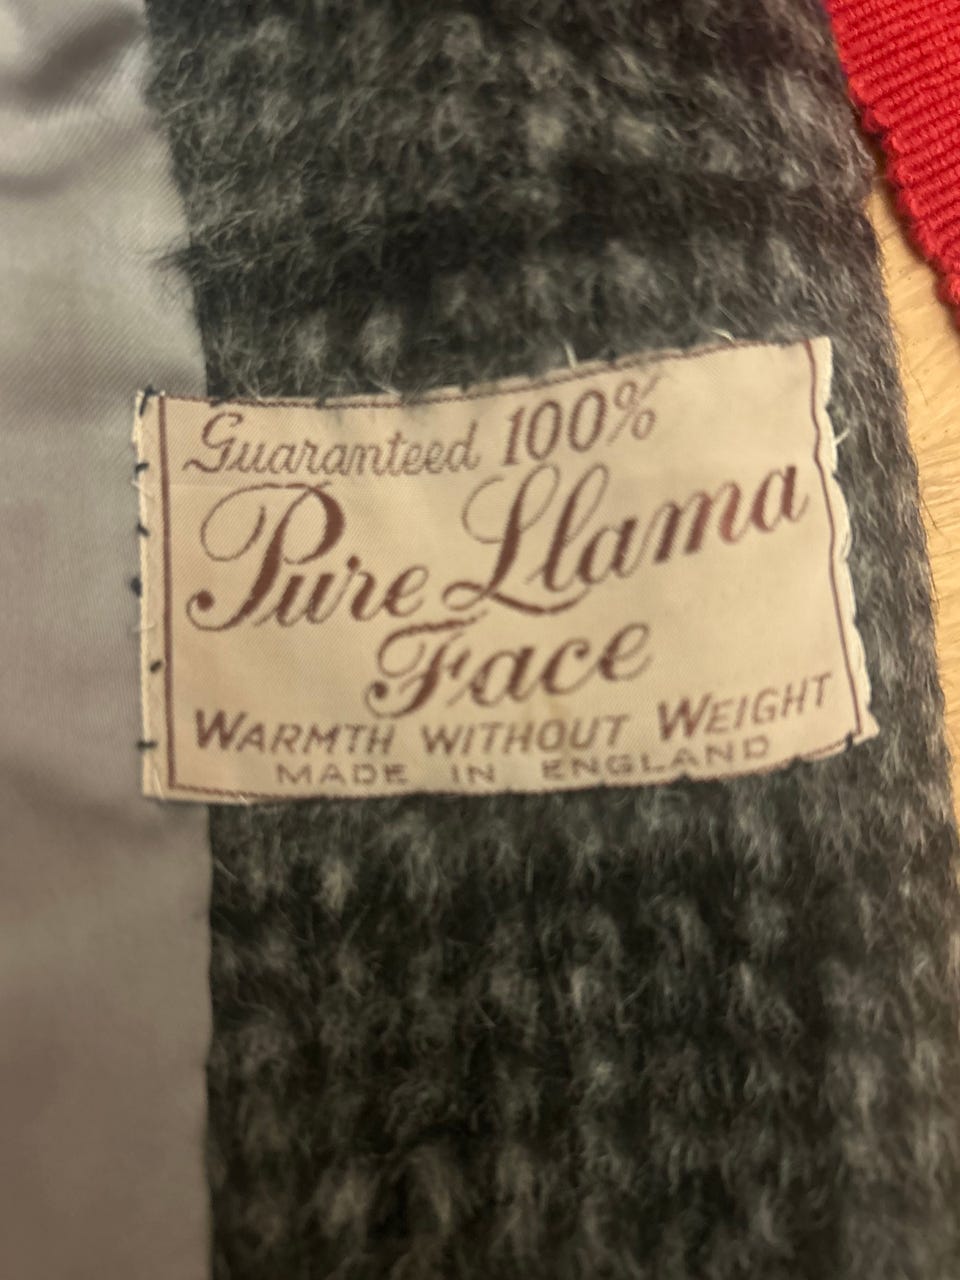 Guaranteed 100%
Pure Llama
Face
WARMTH WITHOUT WEIGHT
MADE IN ENGLAND